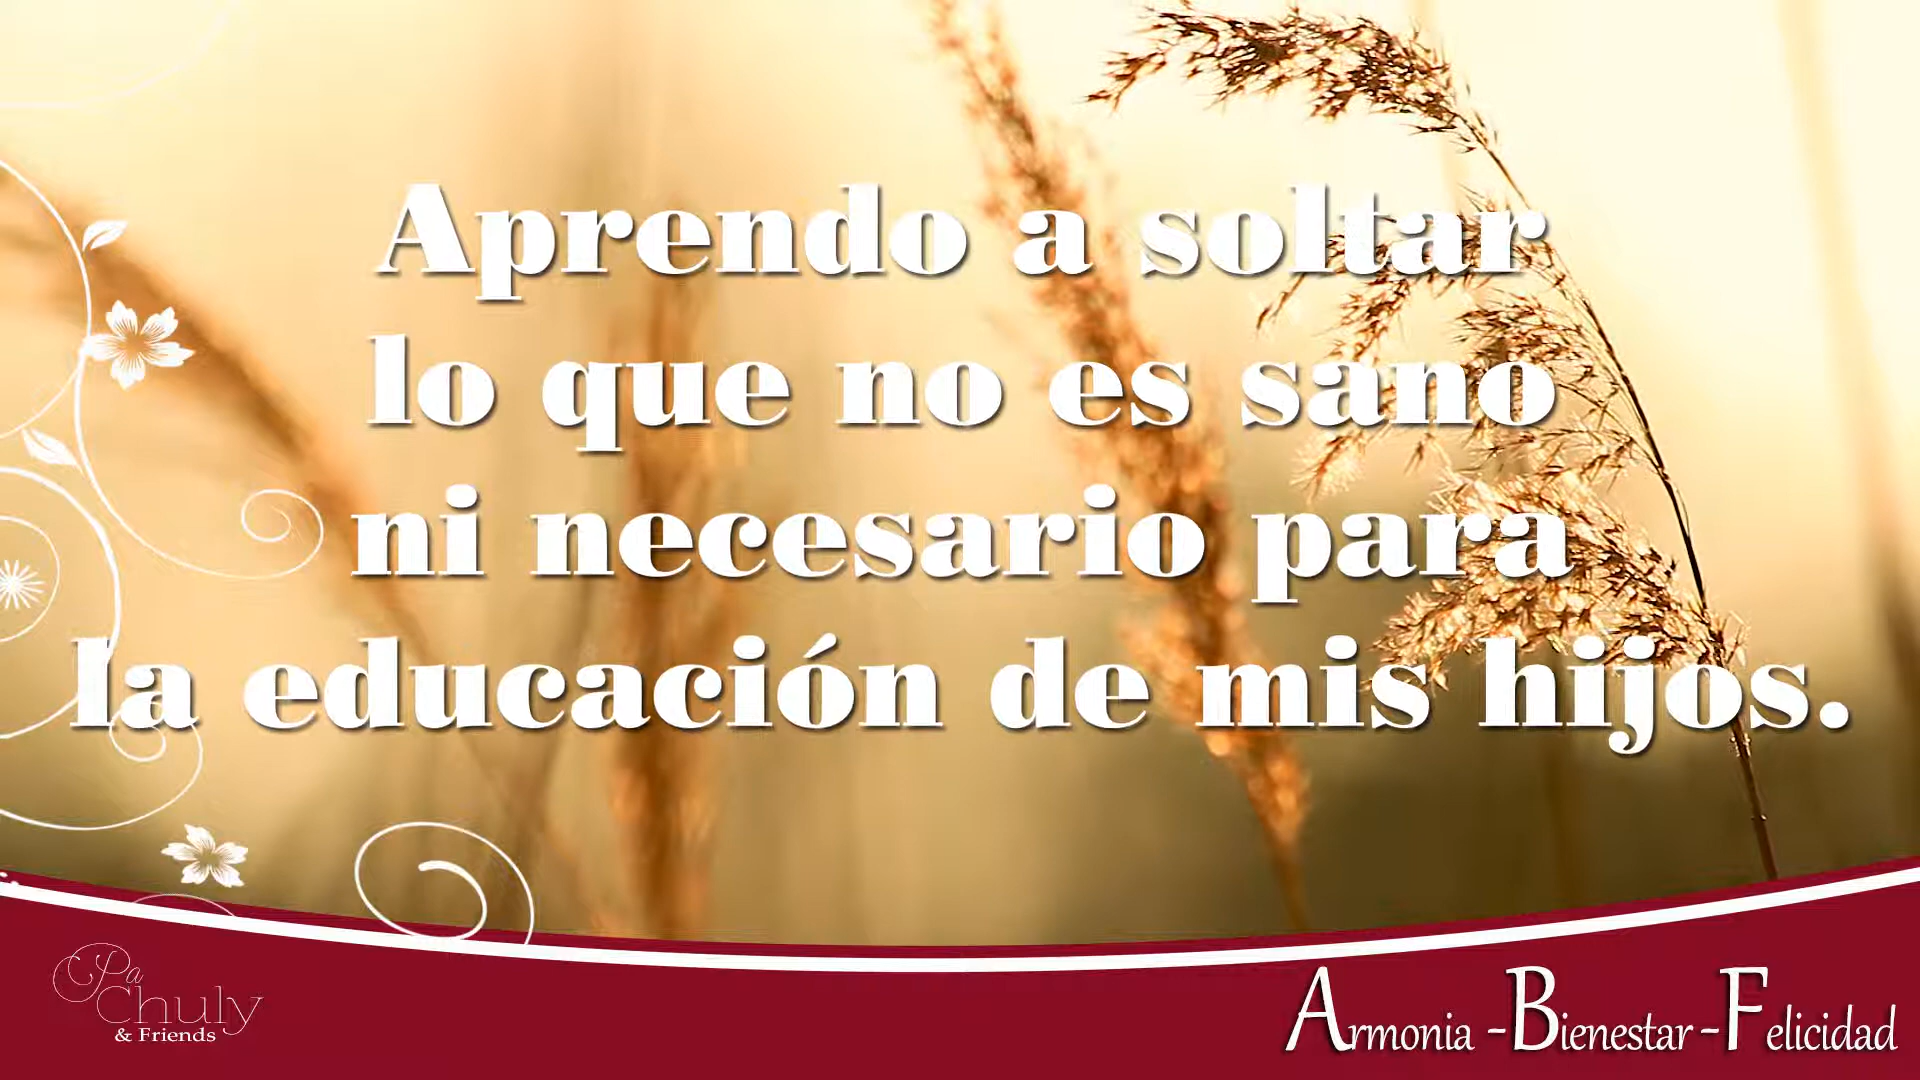 Aprendo a soltar
lo que no es sano
ni necesario para
la educación de mis hijos.
Pa
Chuly
& Friends
Armonia - Bienestar - Felicidad